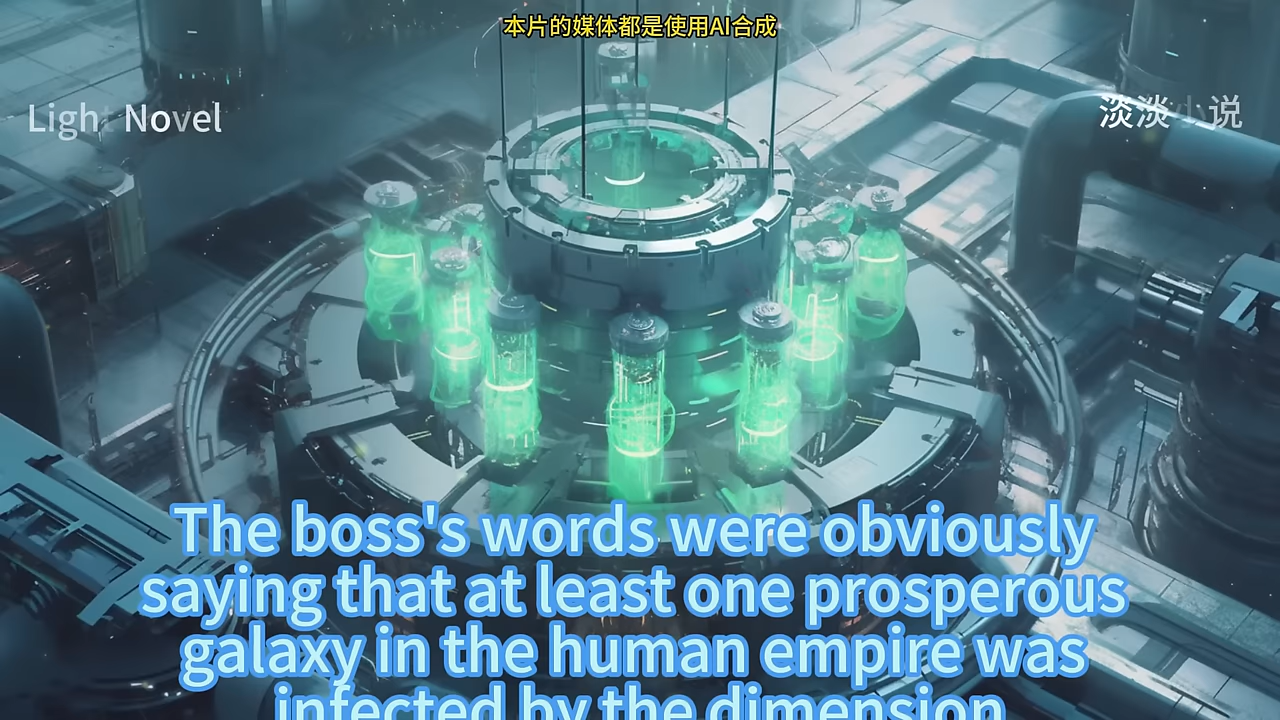 本片的媒体都是使用AI合成
Light Novel
淡淡小说
The boss's words were obviously
saying that at least one prosperous
galaxy in the human empire was
infected by the dimension